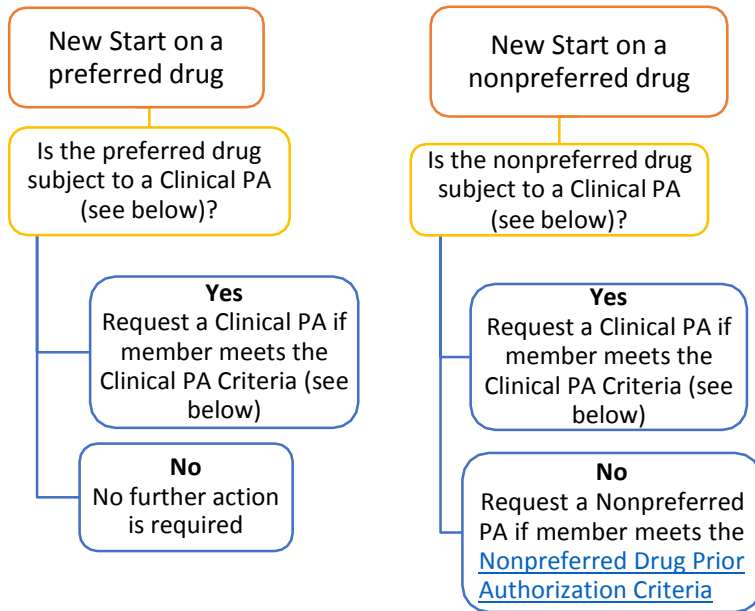 New Start on a
preferred drug
Is the preferred drug
subject to a Clinical PA
(see below)?
Yes
Request a Clinical PA if
member meets the
Clinical PA Criteria (see
below)
No
No further action
is required
New Start on a
nonpreferred drug
Is the nonpreferred drug
subject to a Clinical PA
(see below)?
Yes
Request a Clinical PA if
member meets the
Clinical PA Criteria (see
below)
No
Request a Nonpreferred
PA if member meets the
Nonpreferred Drug Prior
Authorization Criteria